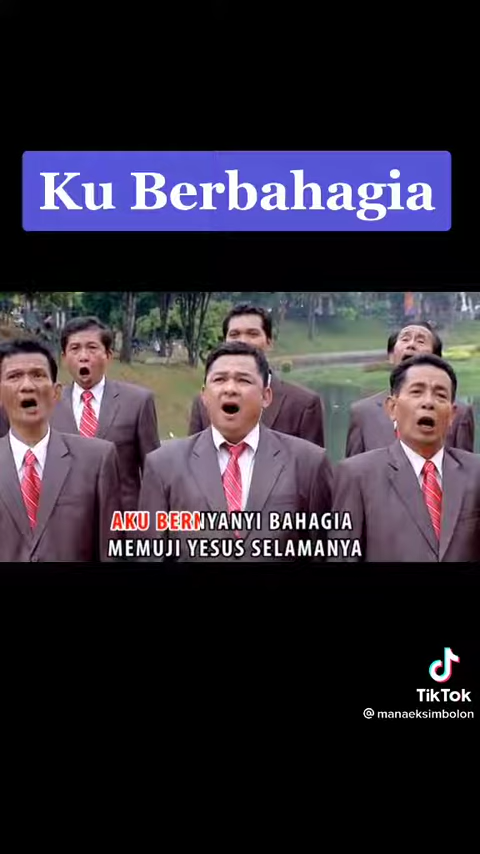 Ku Berbahagia
AKU BERNYANYI BAHAGIA
MEMUJI YESUS SELAMANYA
TikTok
@manaeksimbolon